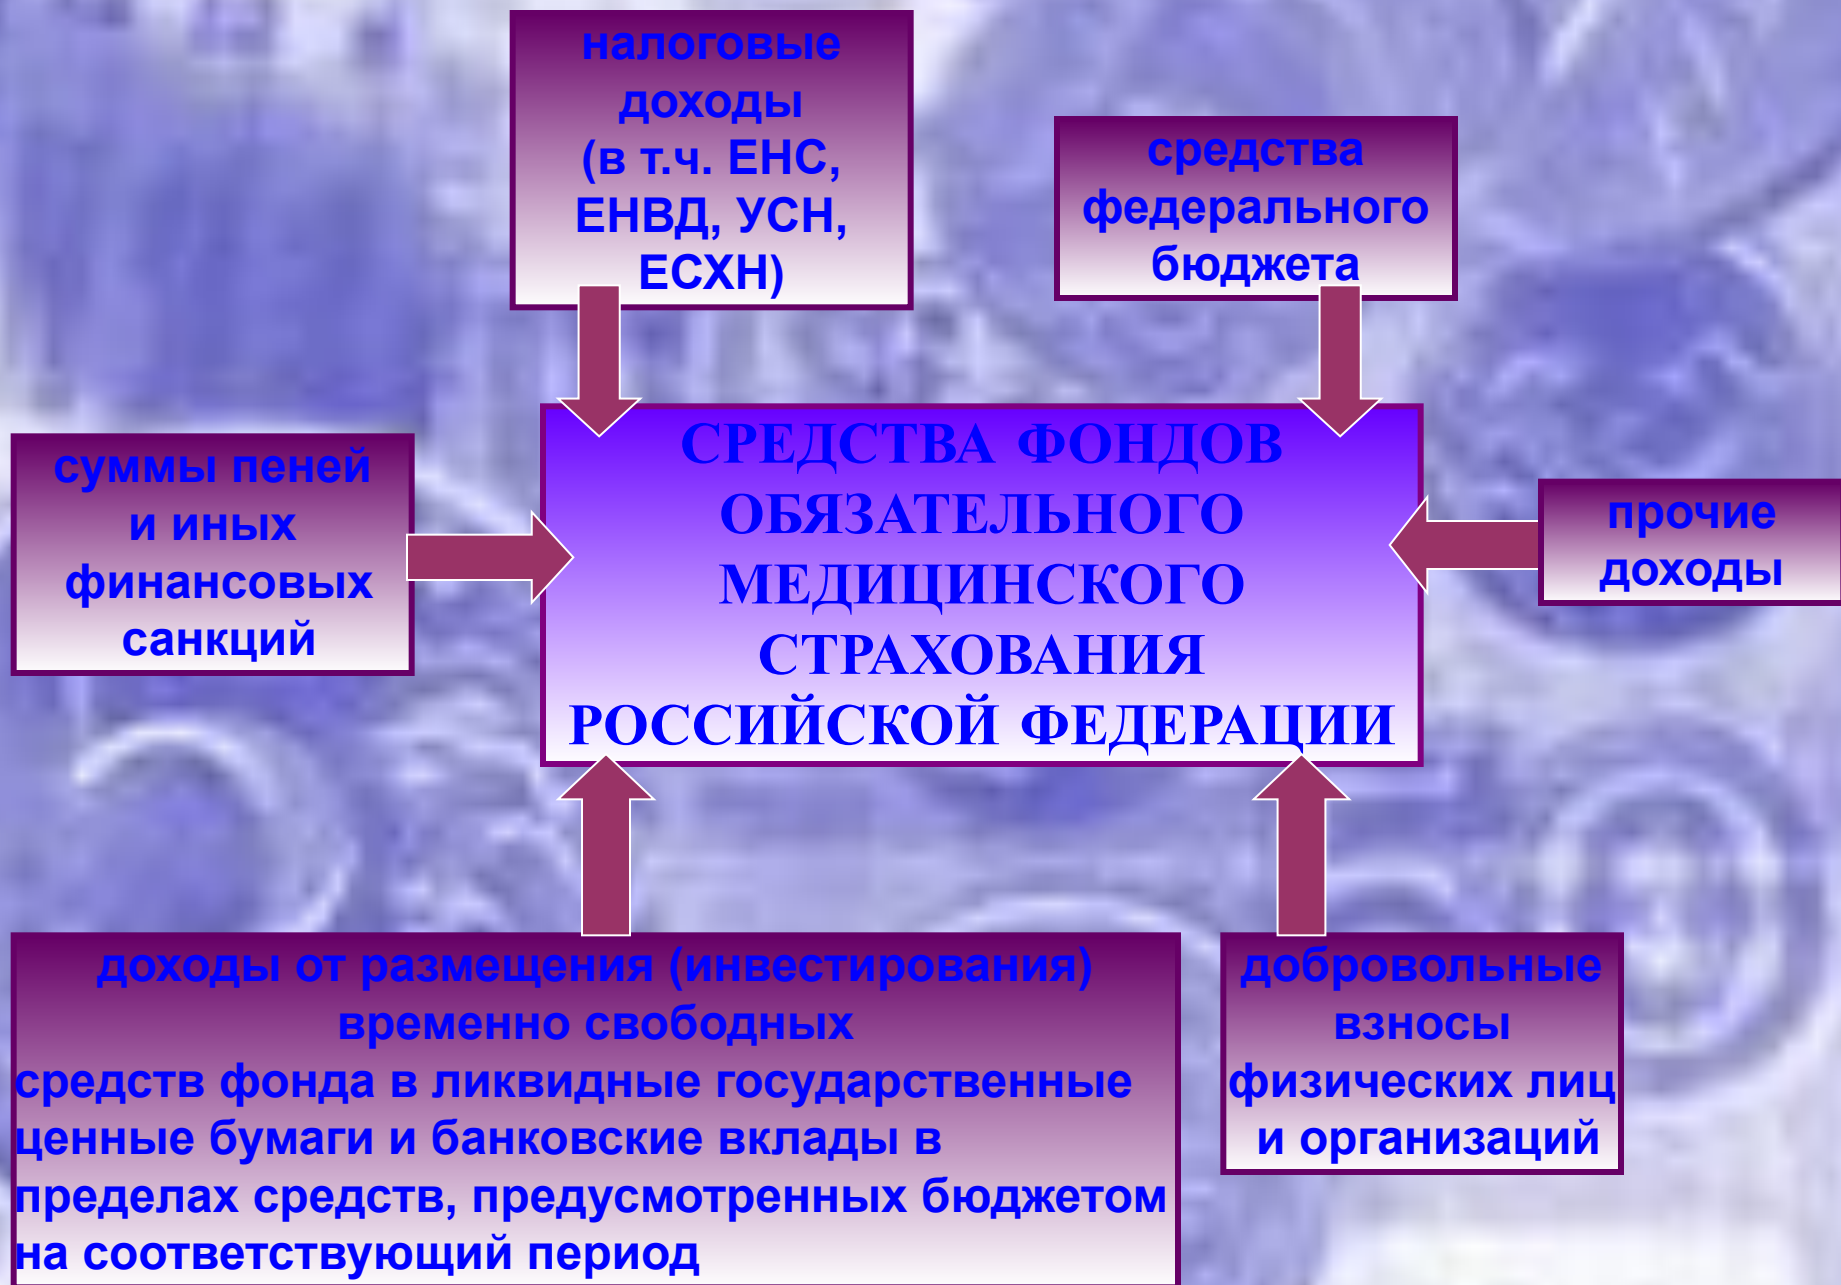 налоговые
доходы
(в т.ч. ЕНС,
ЕНВД, УСН,
ЕСХН)
средства
федерального
бюджета
суммы пеней
и иных
финансовых
санкций
СРЕДСТВА ФОНДОВ
ОБЯЗАТЕЛЬНОГО
МЕДИЦИНСКОГО
СТРАХОВАНИЯ
РОССИЙСКОЙ ФЕДЕРАЦИИ
прочие
доходы
доходы от размещения (инвестирования)
временно свободных
средств фонда в ликвидные государственные
ценные бумаги и банковские вклады в
пределах средств, предусмотренных бюджетом
на соответствующий период
добровольные
взносы
физических лиц
и организаций